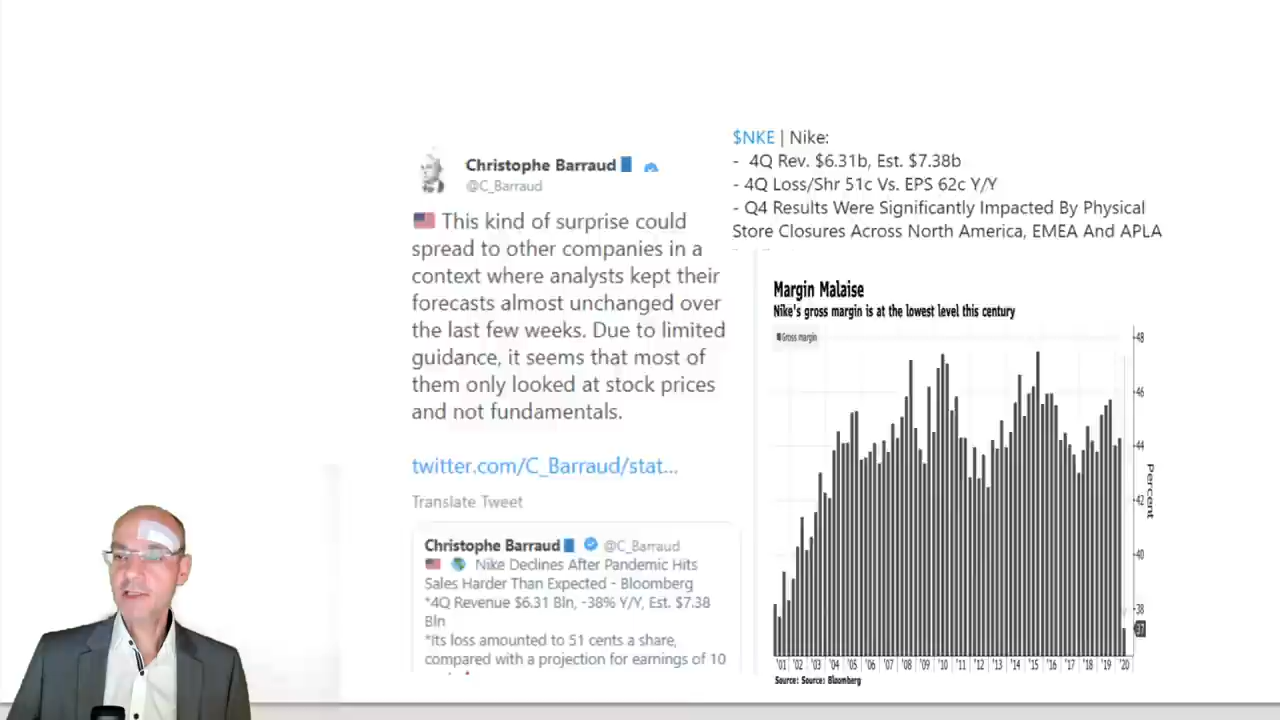 Christophe Barraud
@C_Barraud
This kind of surprise could
spread to other companies in a
context where analysts kept their
forecasts almost unchanged over
the last few weeks. Due to limited
guidance, it seems that most of
them only looked at stock prices
and not fundamentals.
twitter.com/C_Barraud/stat...
Translate Tweet
Christophe Barraud @C_Barraud
Nike Declines After Pandemic Hits
Sales Harder Than Expected - Bloomberg
*4Q Revenue $6.31 Bln, -38% Y/Y, Est. $7.38
Bln
*Its loss amounted to 51 cents a share,
compared with a projection for earnings of 10
$NKE | Nike:
- 4Q Rev. $6.31b, Est. $7.38b
- 4Q Loss/Shr 51c Vs. EPS 62c Y/Y
- Q4 Results Were Significantly Impacted By Physical
Store Closures Across North America, EMEA And APLA
Margin Malaise
Nike's gross margin is at the lowest level this century
Gross margin
48
46
44
42
40
38
37
Percent
'01 '02 '03 '04 '05 '06 '07 '08 '09 '10 '11 '12 '13 '14 '15 '16 '17 '18 '19 '20
Source: Source: Bloomberg